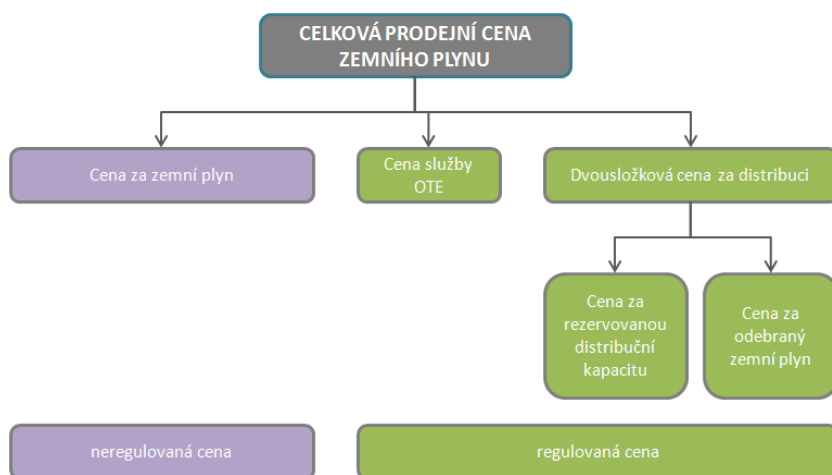 CELKOVÁ PRODEJNÍ CENA
ZEMNÍHO PLYNU
Cena za zemní plyn
Cena služby
OTE
Dvousložková cena za distribuci
Cena za
rezervovanou
distribuční
kapacitu
Cena za
odebraný
zemní plyn
neregulovaná cena
regulovaná cena